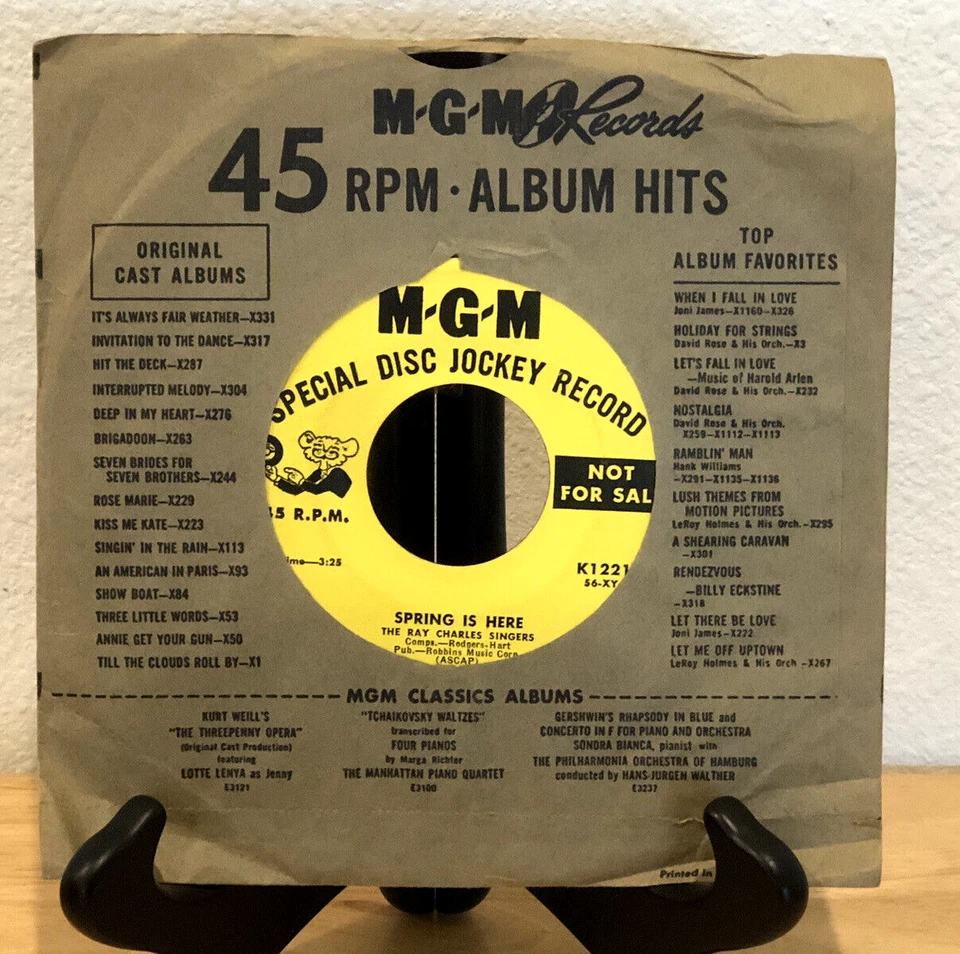 M-G-M Records
45 RPM · ALBUM HITS
ORIGINAL
CAST ALBUMS
IT'S ALWAYS FAIR WEATHER—X331
INVITATION TO THE DANCE—X317
HIT THE DECK—X287
INTERRUPTED MELODY—X304
DEEP IN MY HEART—X276
BRIGADOON—X263
SEVEN BRIDES FOR
SEVEN BROTHERS—X244
ROSE MARIE—X229
KISS ME KATE—X223
SINGIN' IN THE RAIN—X113
AN AMERICAN IN PARIS—X93
SHOW BOAT—X84
THREE LITTLE WORDS—X53
ANNIE GET YOUR GUN—X50
TILL THE CLOUDS ROLL BY—X1
M-G-M
SPECIAL DISC JOCKEY RECORD
NOT
FOR SAL
45 R.P.M.
ime—3:25
K1221
56-XY
SPRING IS HERE
THE RAY CHARLES SINGERS
Comps.—Rodgers-Hart
Pub.—Robbins Music Corp.
(ASCAP)
TOP
ALBUM FAVORITES
WHEN I FALL IN LOVE
Joni James—X1160—X326
HOLIDAY FOR STRINGS
David Rose & His Orch.—X3
LET'S FALL IN LOVE
—Music of Harold Arlen
David Rose & His Orch.—X232
NOSTALGIA
David Rose & His Orch.
X259—X1112—X1113
RAMBLIN' MAN
Hank Williams
—X291—X1135—X1136
LUSH THEMES FROM
MOTION PICTURES
LeRoy Holmes & His Orch.—X295
A SHEARING CARAVAN
—X301
RENDEZVOUS
—BILLY ECKSTINE
—X318
LET THERE BE LOVE
Joni James—X272
LET ME OFF UPTOWN
LeRoy Holmes & His Orch —X267
MGM CLASSICS ALBUMS
KURT WEILL'S
"THE THREEPENNY OPERA"
(Original Cast Production)
featuring
LOTTE LENYA as Jenny
E3121
"TCHAIKOVSKY WALTZES"
transcribed for
FOUR PIANOS
by Marga Richter
THE MANHATTAN PIANO QUARTET
E3100
GERSHWIN'S RHAPSODY IN BLUE and
CONCERTO IN F FOR PIANO AND ORCHESTRA
SONDRA BIANCA, pianist with
THE PHILHARMONIA ORCHESTRA OF HAMBURG
conducted by HANS-JURGEN WALTHER
E3237
Printed in